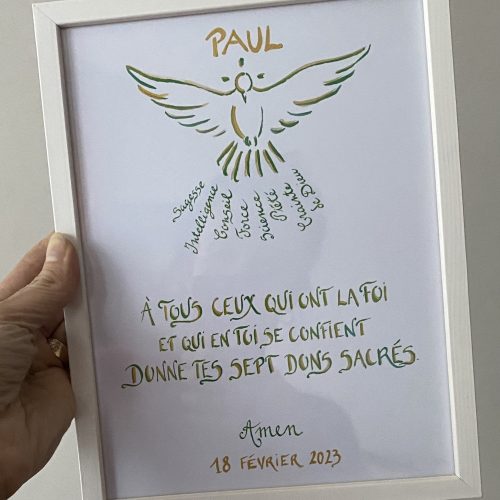 PAUL
Sagesse
Intelligence
Conseil
Force
Science
Piété
Crainte
de Dieu
À TOUS CEUX QUI ONT LA FOI
ET QUI EN TOI SE CONFIENT
DONNE TES SEPT DONS SACRÉS.
Amen
18 FÉVRIER 2023